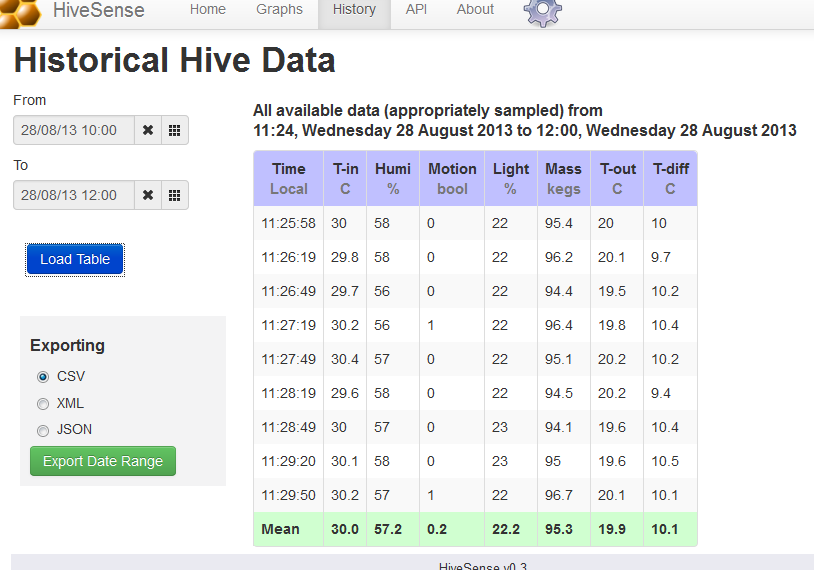 HiveSense Home Graphs History API About
Historical Hive Data
From
28/08/13 10:00
To
28/08/13 12:00
Load Table
Exporting
CSV
XML
JSON
Export Date Range
All available data (appropriately sampled) from
11:24, Wednesday 28 August 2013 to 12:00, Wednesday 28 August 2013
Time T-in Humi Motion Light Mass T-out T-diff
Local C % bool % kegs C C
11:25:58 30 58 0 22 95.4 20 10
11:26:19 29.8 58 0 22 96.2 20.1 9.7
11:26:49 29.7 56 0 22 94.4 19.5 10.2
11:27:19 30.2 56 1 22 96.4 19.8 10.4
11:27:49 30.4 57 0 22 95.1 20.2 10.2
11:28:19 29.6 58 0 22 94.5 20.2 9.4
11:28:49 30 57 0 23 94.1 19.6 10.4
11:29:20 30.1 58 0 23 95 19.6 10.5
11:29:50 30.2 57 1 22 96.7 20.1 10.1
Mean 30.0 57.2 0.2 22.2 95.3 19.9 10.1
HiveSense v0.3